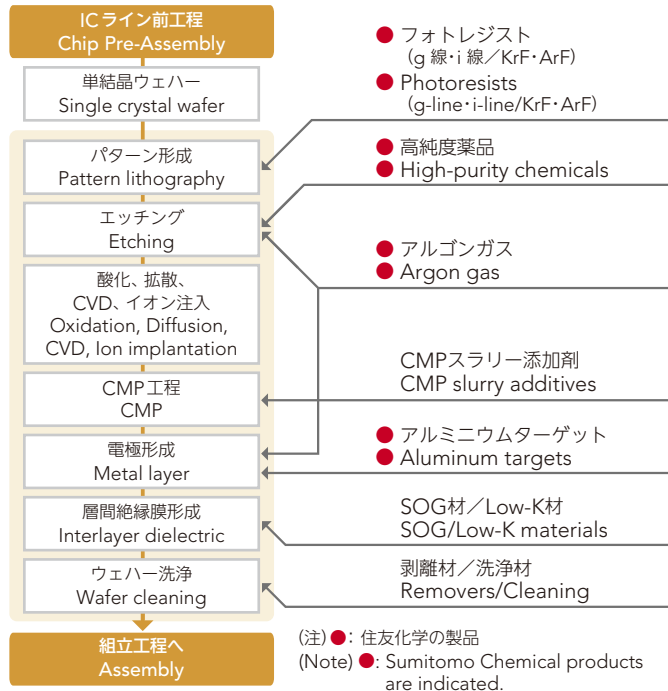 ICライン前工程
Chip Pre-Assembly
単結晶ウェハー
Single crystal wafer
パターン形成
Pattern lithography
エッチング
Etching
酸化、拡散、
CVD、イオン注入
Oxidation, Diffusion,
CVD, Ion implantation
CMP工程
CMP
電極形成
Metal layer
層間絶縁膜形成
Interlayer dielectric
ウェハー洗浄
Wafer cleaning
組立工程へ
Assembly
● フォトレジスト
(g 線・i 線/KrF・ArF)
● Photoresists
(g-line・i-line/KrF・ArF)
● 高純度薬品
● High-purity chemicals
● アルゴンガス
● Argon gas
CMPスラリー添加剤
CMP slurry additives
● アルミニウムターゲット
● Aluminum targets
SOG材/Low-K材
SOG/Low-K materials
剥離材/洗浄材
Removers/Cleaning
(注) ●: 住友化学の製品
(Note) ●: Sumitomo Chemical products
are indicated.